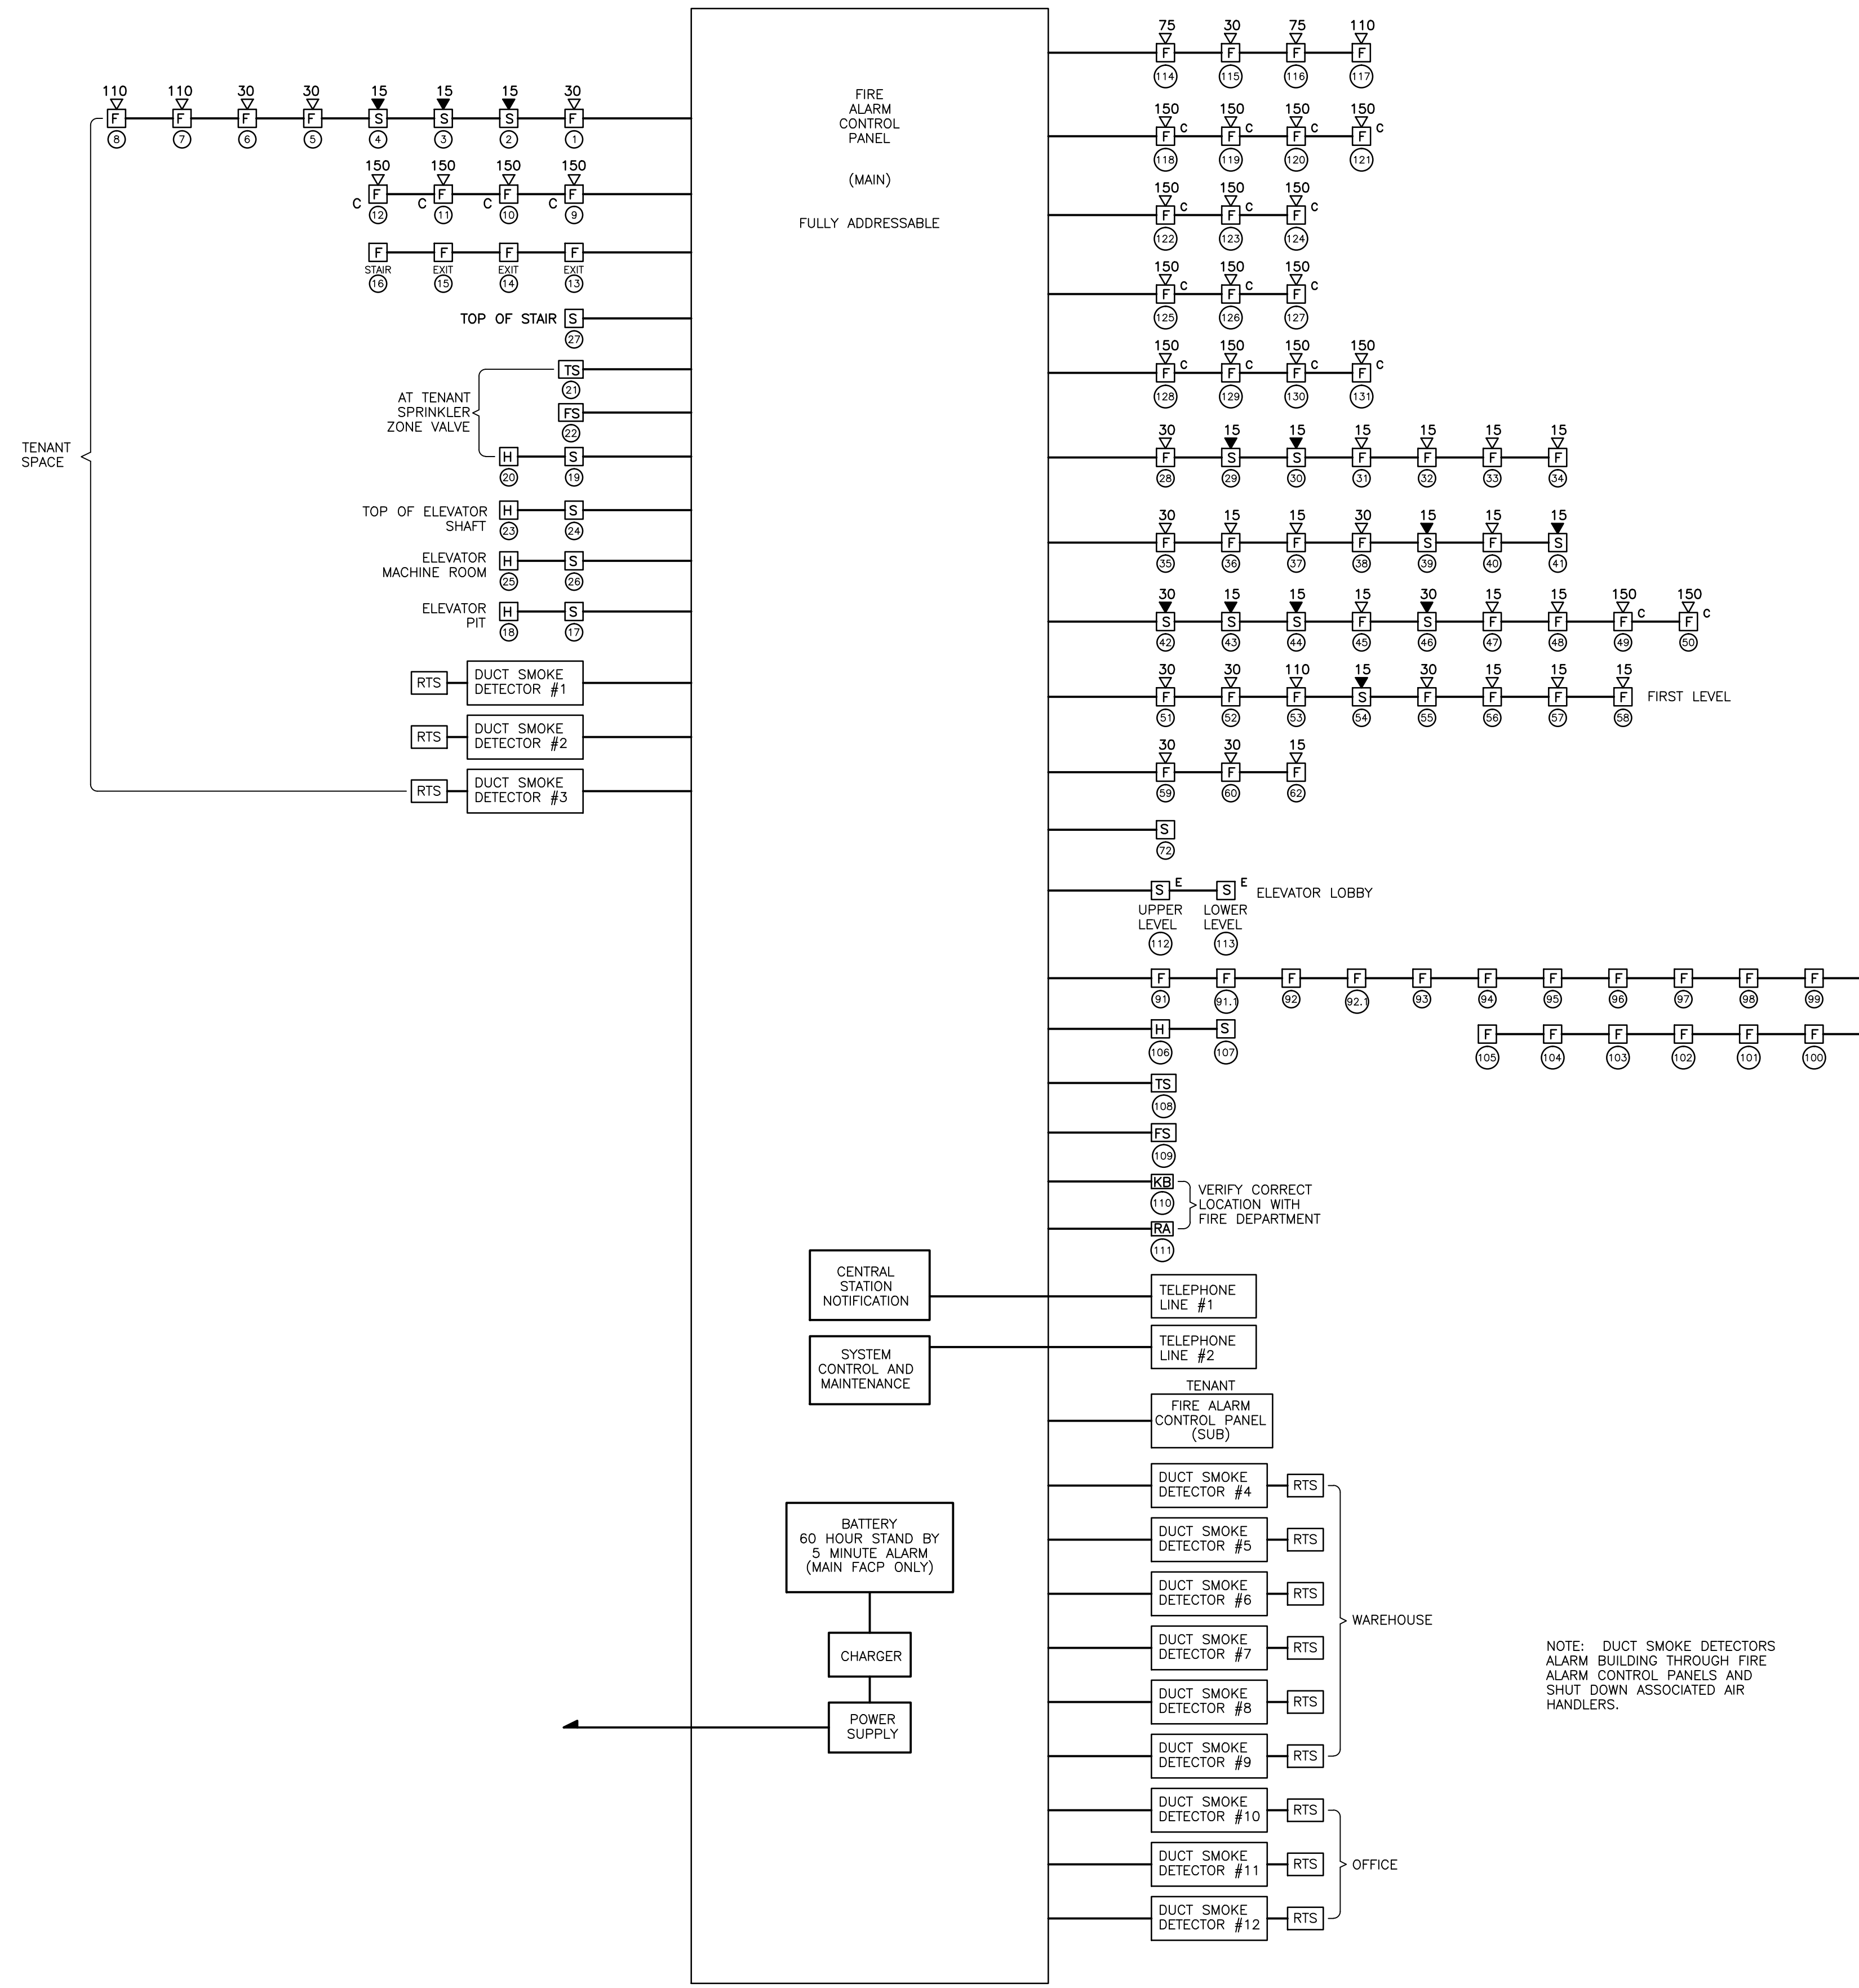 FIRE
ALARM
CONTROL
PANEL
(MAIN)
FULLY ADDRESSABLE
110 110 30 30 15 15 15 30
F F F F S S S F
8 7 6 5 4 3 2 1
150 150 150 150
C F C F C F C F
12 11 10 9
F F F F
STAIR EXIT EXIT EXIT
16 15 14 13
TOP OF STAIR S
27
TS
21
AT TENANT
SPRINKLER
ZONE VALVE
FS
22
H S
20 19
TENANT
SPACE
TOP OF ELEVATOR
SHAFT
H S
23 24
ELEVATOR
MACHINE ROOM
H S
25 26
ELEVATOR
PIT
H S
18 17
RTS
DUCT SMOKE
DETECTOR #1
RTS
DUCT SMOKE
DETECTOR #2
RTS
DUCT SMOKE
DETECTOR #3
75 30 75 110
F F F F
114 115 116 117
150 150 150 150
F C F C F C F C
118 119 120 121
150 150 150
F C F C F C
122 123 124
150 150 150
F C F C F C
125 126 127
150 150 150 150
F C F C F C F C
128 129 130 131
30 15 15 15 15 15 15
F S S F F F F
28 29 30 31 32 33 34
30 15 15 30 15 15 15
F F F F S F S
35 36 37 38 39 40 41
30 15 15 15 30 15 15 150 150
S S S F S F F F C F C
42 43 44 45 46 47 48 49 50
30 30 110 15 30 15 15 15
F F F S F F F F FIRST LEVEL
51 52 53 54 55 56 57 58
30 30 15
F F F
59 60 62
S
72
S E S E ELEVATOR LOBBY
UPPER LOWER
LEVEL LEVEL
112 113
F F F F F F F F F F F
91 91.1 92 92.1 93 94 95 96 97 98 99
H S F F F F F F
106 107 105 104 103 102 101 100
TS
108
FS
109
KB
110
VERIFY CORRECT
LOCATION WITH
FIRE DEPARTMENT
RA
111
CENTRAL
STATION
NOTIFICATION
TELEPHONE
LINE #1
SYSTEM
CONTROL AND
MAINTENANCE
TELEPHONE
LINE #2
TENANT
FIRE ALARM
CONTROL PANEL
(SUB)
BATTERY
60 HOUR STAND BY
5 MINUTE ALARM
(MAIN FACP ONLY)
CHARGER
POWER
SUPPLY
DUCT SMOKE
DETECTOR #4
RTS
DUCT SMOKE
DETECTOR #5
RTS
DUCT SMOKE
DETECTOR #6
RTS
WAREHOUSE
DUCT SMOKE
DETECTOR #7
RTS
DUCT SMOKE
DETECTOR #8
RTS
DUCT SMOKE
DETECTOR #9
RTS
DUCT SMOKE
DETECTOR #10
RTS
DUCT SMOKE
DETECTOR #11
RTS
OFFICE
DUCT SMOKE
DETECTOR #12
RTS
NOTE: DUCT SMOKE DETECTORS
ALARM BUILDING THROUGH FIRE
ALARM CONTROL PANELS AND
SHUT DOWN ASSOCIATED AIR
HANDLERS.